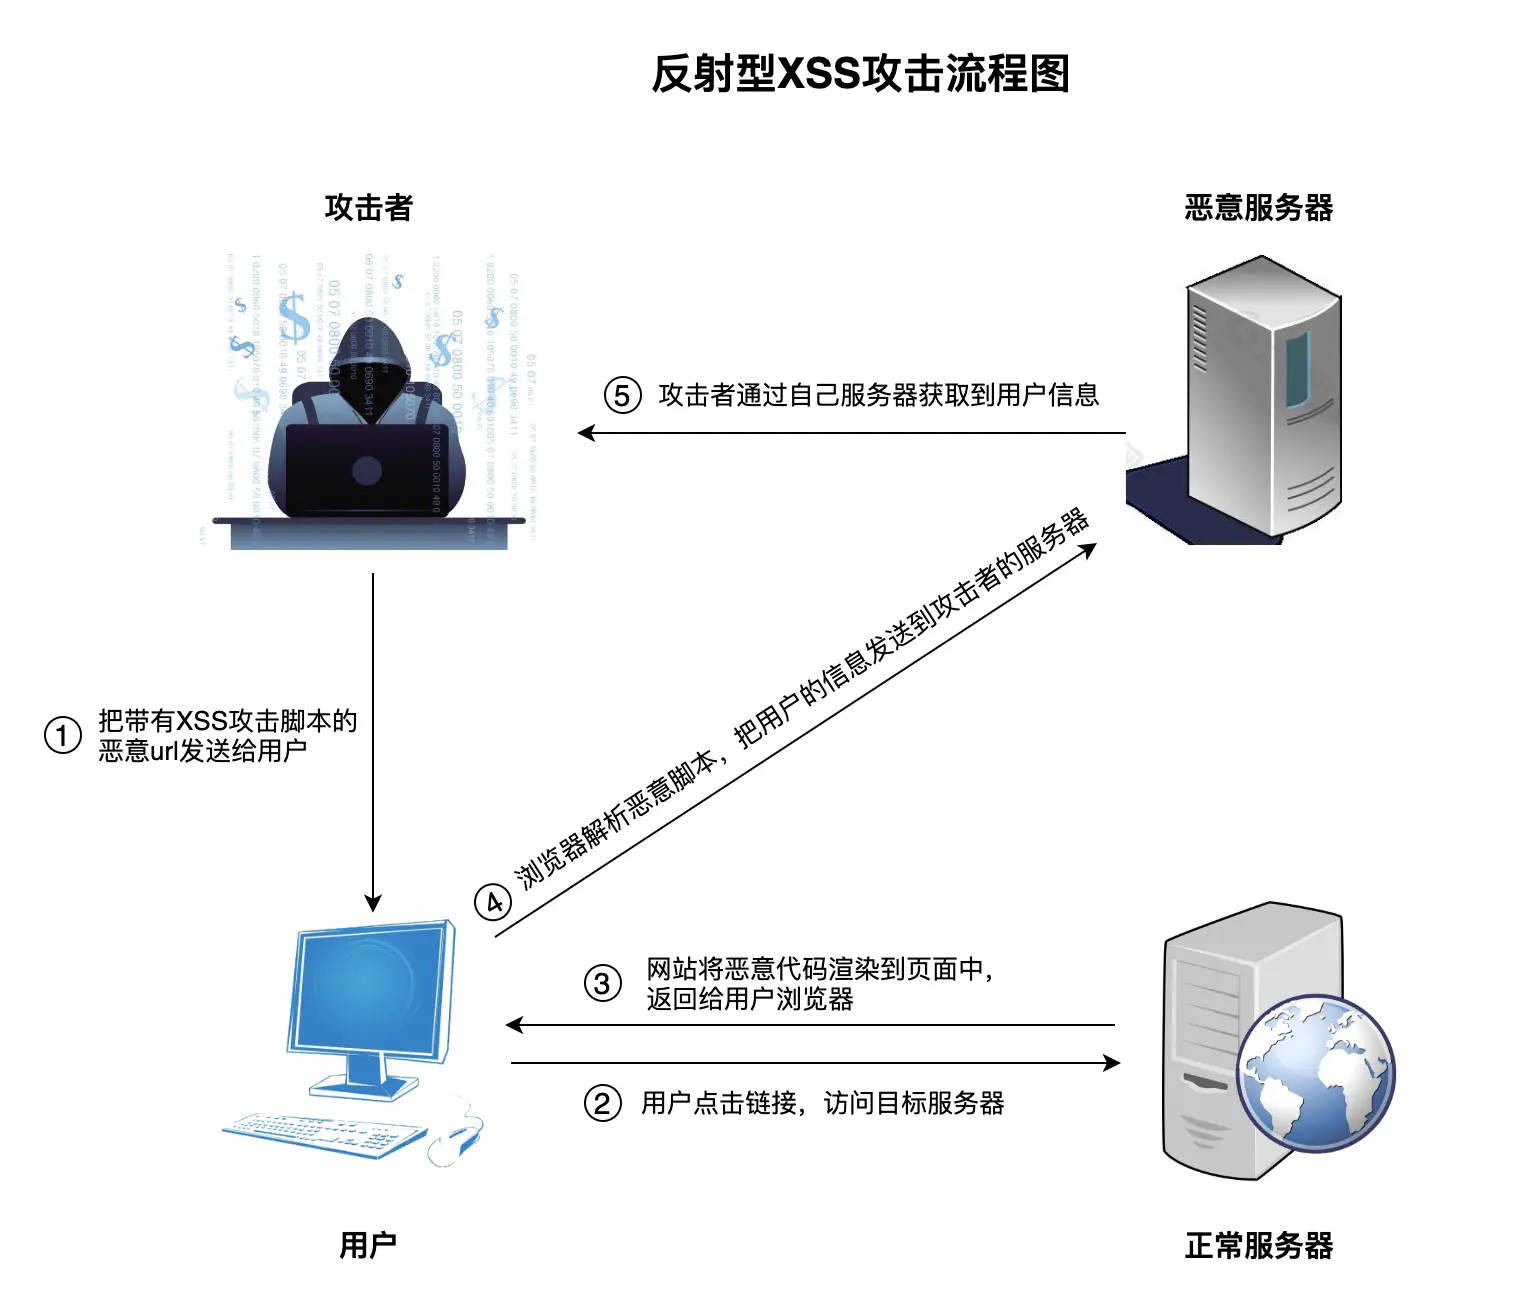 反射型XSS攻击流程图
攻击者
恶意服务器
⑤ 攻击者通过自己服务器获取到用户信息
① 把带有XSS攻击脚本的
恶意url发送给用户
④ 浏览器解析恶意脚本，把用户的信息发送到攻击者的服务器
③ 网站将恶意代码渲染到页面中，
返回给用户浏览器
② 用户点击链接，访问目标服务器
用户
正常服务器